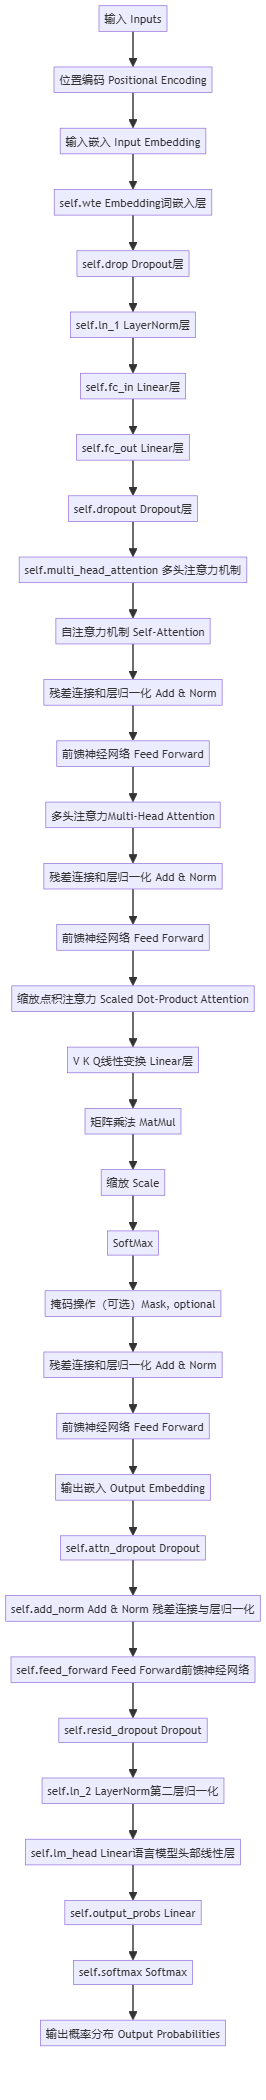 输入 Inputs
位置编码 Positional Encoding
输入嵌入 Input Embedding
self.wte Embedding词嵌入层
self.drop Dropout层
self.ln_1 LayerNorm层
self.fc_in Linear层
self.fc_out Linear层
self.dropout Dropout层
self.multi_head_attention 多头注意力机制
自注意力机制 Self-Attention
残差连接和层归一化 Add & Norm
前馈神经网络 Feed Forward
多头注意力Multi-Head Attention
残差连接和层归一化 Add & Norm
前馈神经网络 Feed Forward
缩放点积注意力 Scaled Dot-Product Attention
V K Q线性变换 Linear层
矩阵乘法 MatMul
缩放 Scale
SoftMax
掩码操作（可选）Mask, optional
残差连接和层归一化 Add & Norm
前馈神经网络 Feed Forward
输出嵌入 Output Embedding
self.attn_dropout Dropout
self.add_norm Add & Norm 残差连接与层归一化
self.feed_forward Feed Forward前馈神经网络
self.resid_dropout Dropout
self.ln_2 LayerNorm第二层归一化
self.lm_head Linear语言模型头部线性层
self.output_probs Linear
self.softmax Softmax
输出概率分布 Output Probabilities